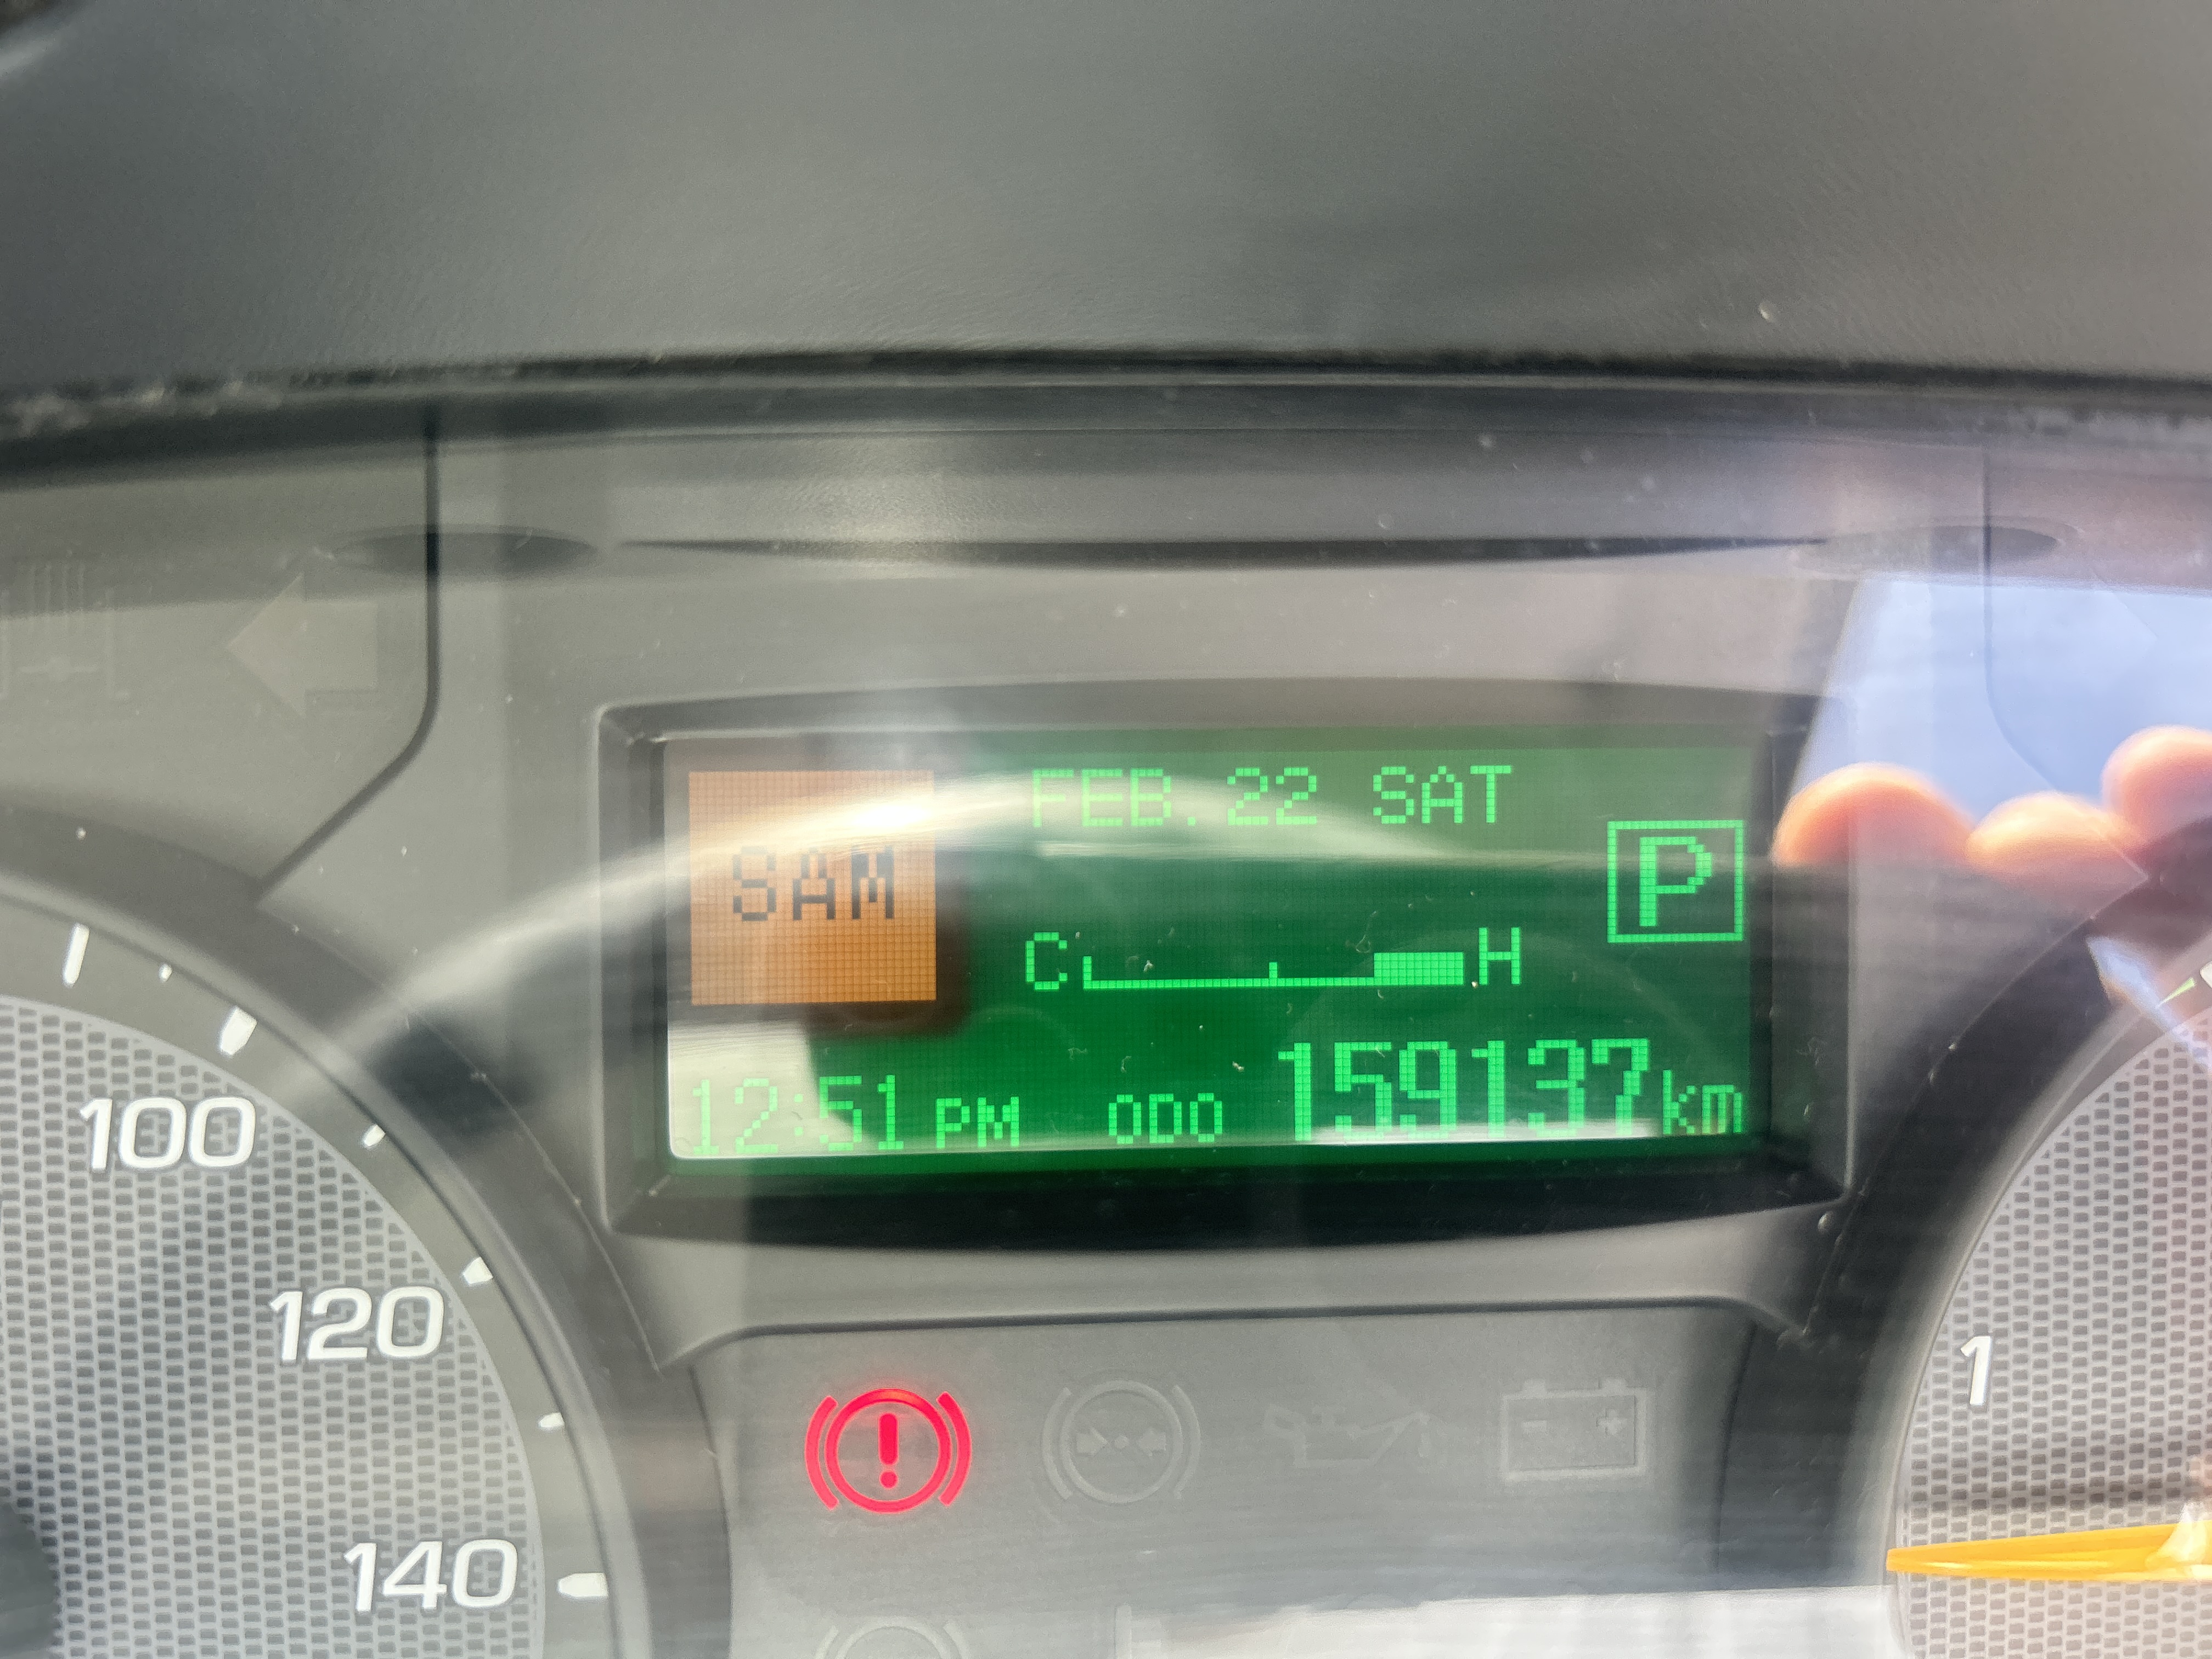 FEB. 22 SAT
SAM
P
C H
12:51 PM ODO 159137 km
100
120
140
1